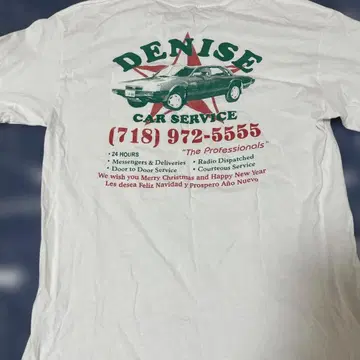 DENISE
CAR SERVICE
(718) 972-5555
"The Professionals"
• 24 HOURS
• Messengers & Deliveries • Radio Dispatched
• Door to Door Service • Courteous Service
We wish you Merry Christmas and Happy New Year
Les desea Feliz Navidad y Prospero Año Nuevo